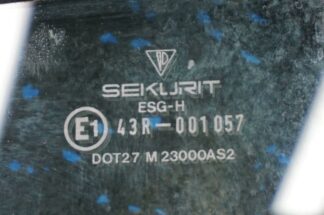 SEKURIT
ESG-H
E1 43R-001057
DOT27 M 23000AS2